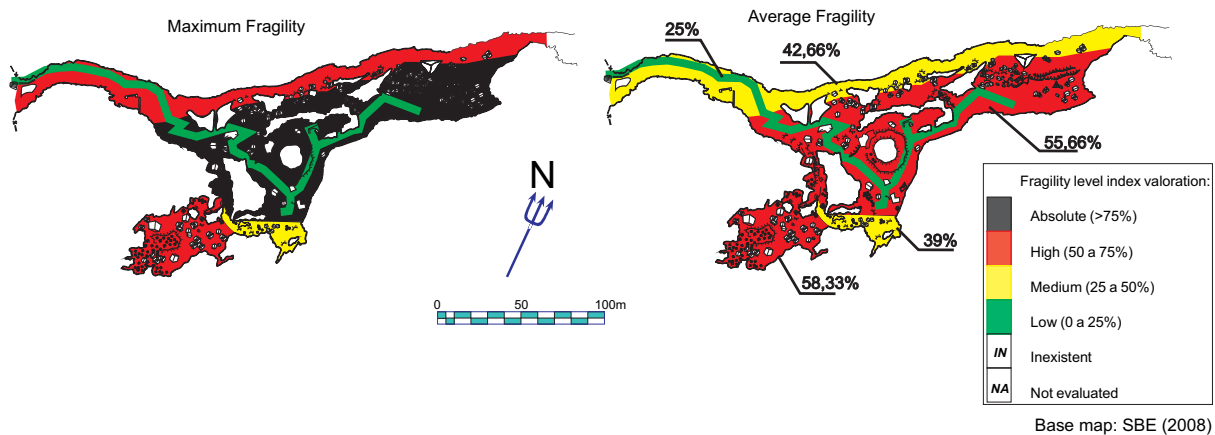 Maximum Fragility
Average Fragility
25%
42,66%
55,66%
39%
58,33%
N
0 50 100m
Fragility level index valoration:
Absolute (>75%)
High (50 a 75%)
Medium (25 a 50%)
Low (0 a 25%)
IN Inexistent
NA Not evaluated
Base map: SBE (2008)